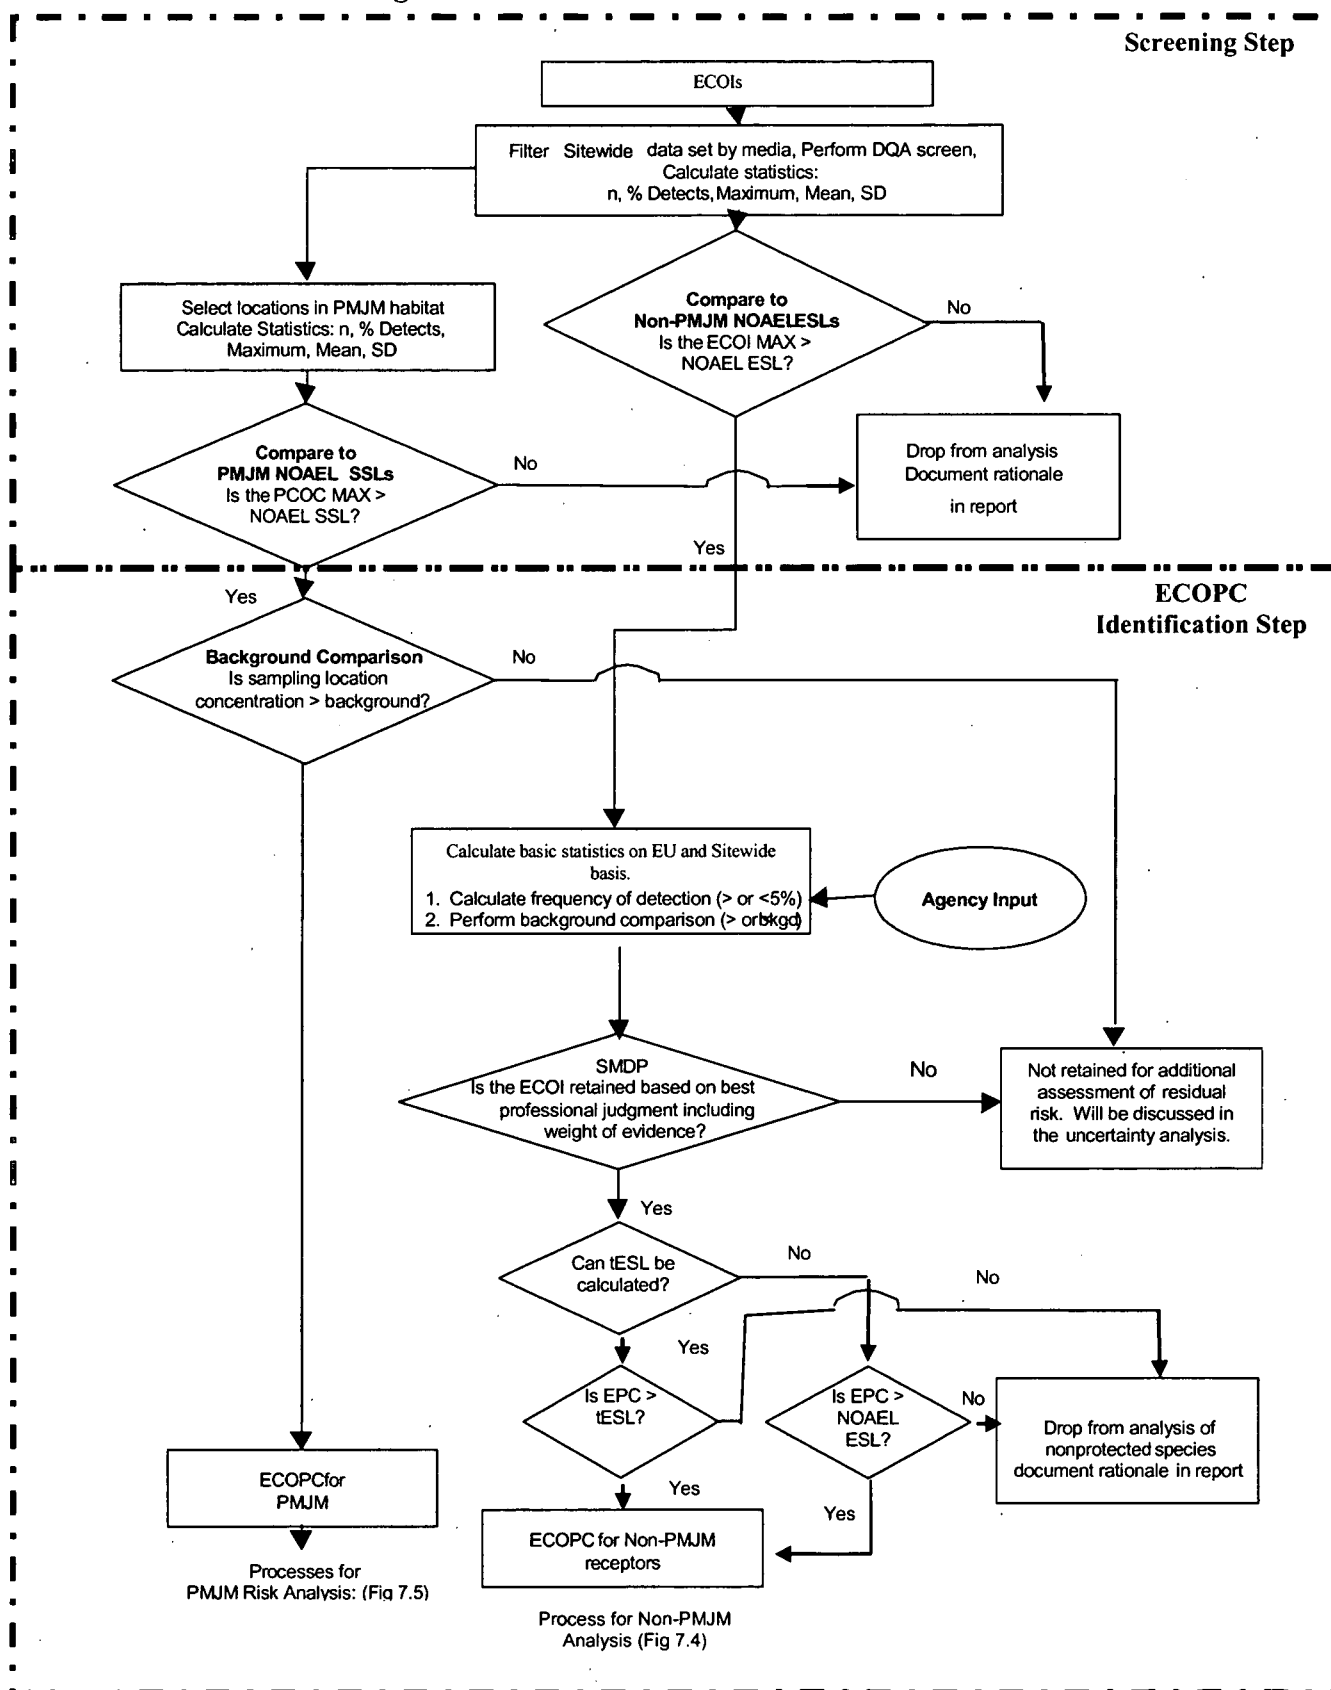 Screening Step
ECOIs
Filter Sitewide data set by media, Perform DQA screen,
Calculate statistics:
n, % Detects, Maximum, Mean, SD
Select locations in PMJM habitat
Calculate Statistics: n, % Detects,
Maximum, Mean, SD
Compare to
Non-PMJM NOAELESLs
Is the ECOI MAX >
NOAEL ESL?
No
Compare to
PMJM NOAEL SSLs
Is the PCOC MAX >
NOAEL SSL?
No
Drop from analysis
Document rationale
in report
Yes
Yes
ECOPC
Identification Step
Background Comparison
Is sampling location
concentration > background?
No
Calculate basic statistics on EU and Sitewide
basis.
1. Calculate frequency of detection (> or <5%)
2. Perform background comparison (> or bkgd)
Agency Input
SMDP
Is the ECOI retained based on best
professional judgment including
weight of evidence?
No
Not retained for additional
assessment of residual
risk. Will be discussed in
the uncertainty analysis.
Yes
Can tESL be
calculated?
No
No
Yes
Is EPC >
tESL?
Is EPC >
NOAEL
ESL?
No
Drop from analysis of
nonprotected species
document rationale in report
Yes
Yes
ECOPCfor
PMJM
ECOPC for Non-PMJM
receptors
Processes for
PMJM Risk Analysis: (Fig 7.5)
Process for Non-PMJM
Analysis (Fig 7.4)